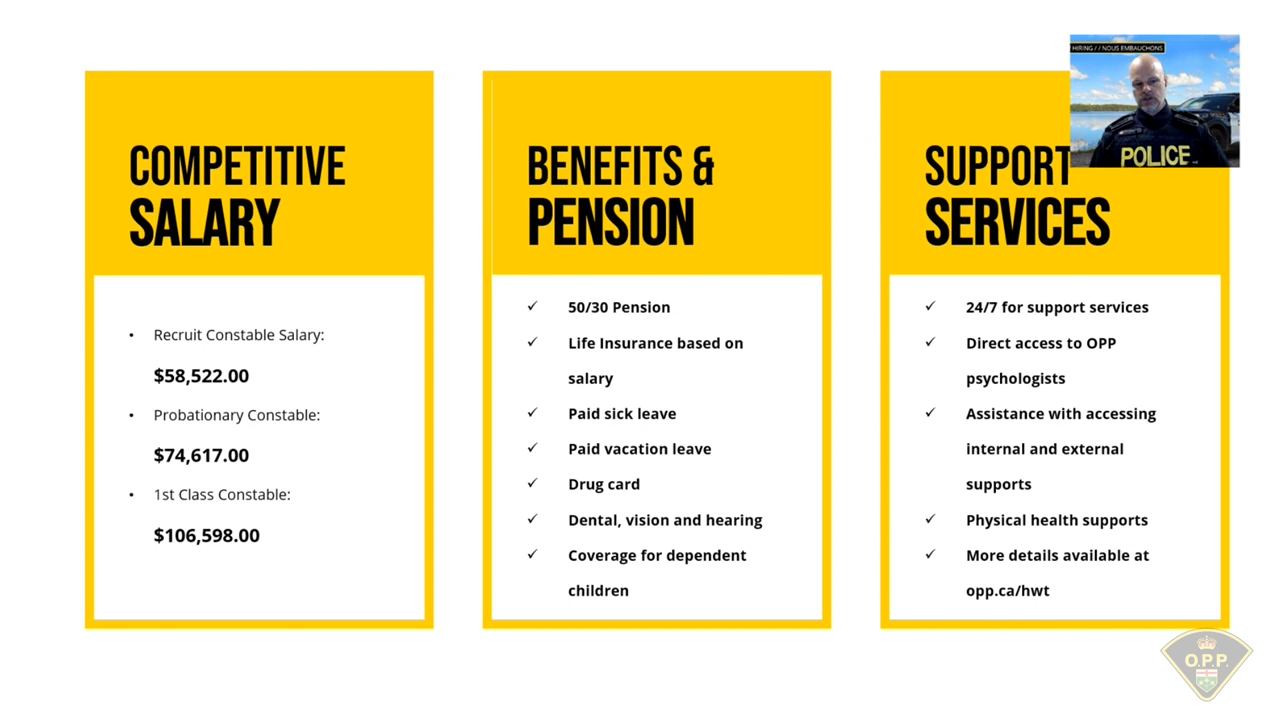 HIRING // NOUS EMBAUCHONS
POLICE
COMPETITIVE
SALARY
• Recruit Constable Salary:
$58,522.00
• Probationary Constable:
$74,617.00
• 1st Class Constable:
$106,598.00
BENEFITS &
PENSION
✓ 50/30 Pension
✓ Life Insurance based on
salary
✓ Paid sick leave
✓ Paid vacation leave
✓ Drug card
✓ Dental, vision and hearing
✓ Coverage for dependent
children
SUPPORT
SERVICES
✓ 24/7 for support services
✓ Direct access to OPP
psychologists
✓ Assistance with accessing
internal and external
supports
✓ Physical health supports
✓ More details available at
opp.ca/hwt
O.P.P.